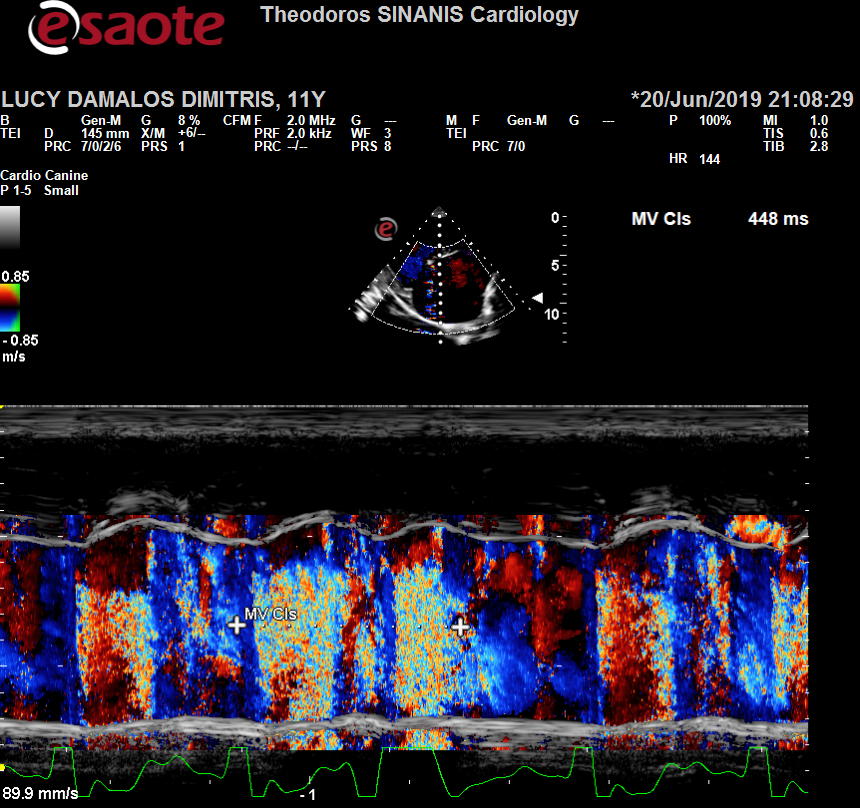 esaote
Theodoros SINANIS Cardiology
LUCY DAMALOS DIMITRIS, 11Y *20/Jun/2019 21:08:29
B Gen-M G 8 % CFM F 2.0 MHz G --- M F Gen-M G --- P 100% MI 1.0
TEI D 145 mm X/M +6/-- PRF 2.0 kHz WF 3 TEI TIS 0.6
PRC 7/0/2/6 PRS 1 PRC --/-- PRS 8 PRC 7/0 TIB 2.8
HR 144
Cardio Canine
P 1-5 Small
e
0
MV Cls 448 ms
5
0.85
10
-0.85
m/s
MV Cls
89.9 mm/s
-1